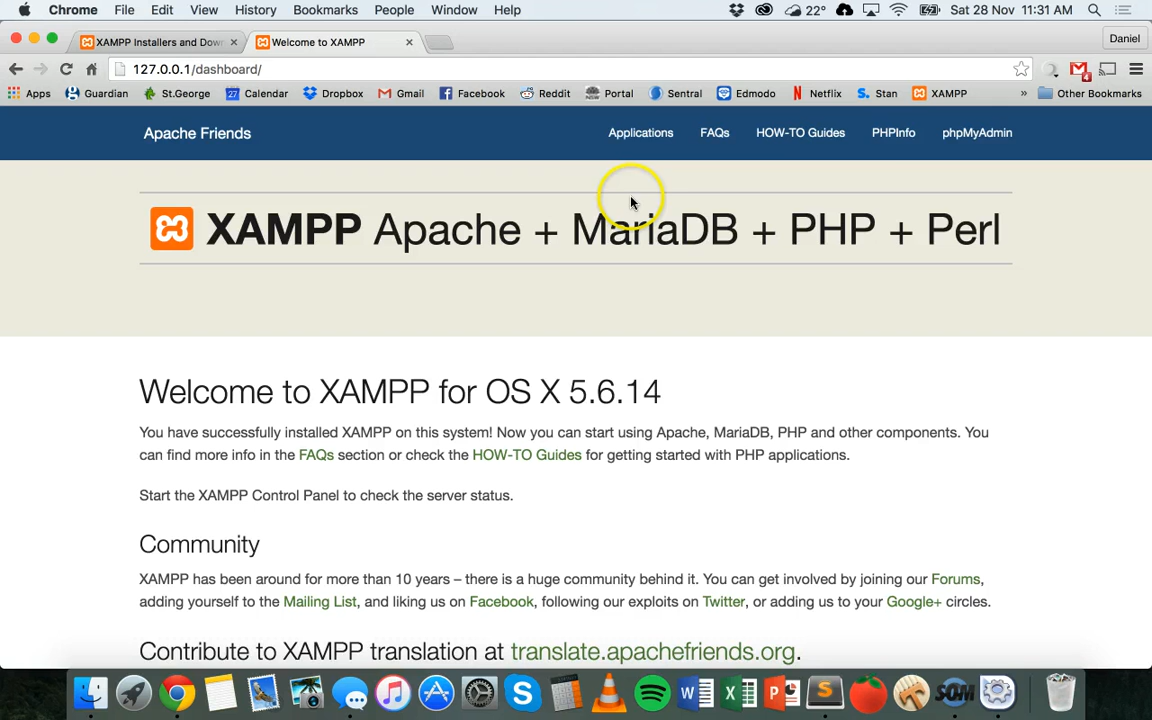 Chrome File Edit View History Bookmarks People Window Help 22° Sat 28 Nov 11:31 AM
XAMPP Installers and Dow Welcome to XAMPP Daniel
127.0.0.1/dashboard/ 4
Apps Guardian St.George 27 Calendar Dropbox Gmail Facebook Reddit Portal Sentral Edmodo Netflix Stan XAMPP » Other Bookmarks
Apache Friends Applications FAQs HOW-TO Guides PHPInfo phpMyAdmin
XAMPP Apache + MariaDB + PHP + Perl
Welcome to XAMPP for OS X 5.6.14
You have successfully installed XAMPP on this system! Now you can start using Apache, MariaDB, PHP and other components. You
can find more info in the FAQs section or check the HOW-TO Guides for getting started with PHP applications.
Start the XAMPP Control Panel to check the server status.
Community
XAMPP has been around for more than 10 years – there is a huge community behind it. You can get involved by joining our Forums,
adding yourself to the Mailing List, and liking us on Facebook, following our exploits on Twitter, or adding us to your Google+ circles.
Contribute to XAMPP translation at translate.apachefriends.org.
S W X P S SOM